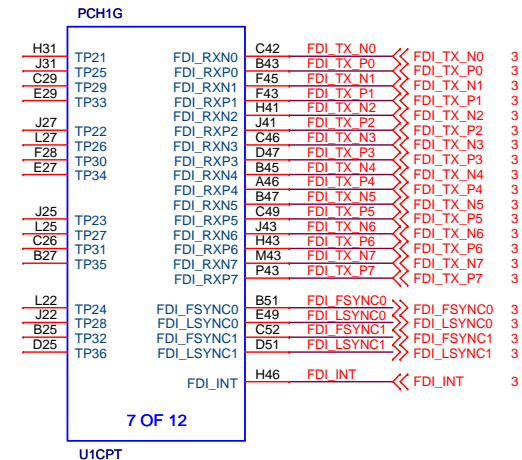 PCH1G
H31 TP21 FDI_RXN0 C42 FDI_TX_N0 FDI_TX_N0 3
J31 TP25 FDI_RXP0 B43 FDI_TX_P0 FDI_TX_P0 3
C29 TP29 FDI_RXN1 F45 FDI_TX_N1 FDI_TX_N1 3
E29 TP33 FDI_RXP1 F43 FDI_TX_P1 FDI_TX_P1 3
FDI_RXN2 H41 FDI_TX_N2 FDI_TX_N2 3
J27 TP22 FDI_RXP2 J41 FDI_TX_P2 FDI_TX_P2 3
L27 TP26 FDI_RXN3 C46 FDI_TX_N3 FDI_TX_N3 3
F28 TP30 FDI_RXP3 D47 FDI_TX_P3 FDI_TX_P3 3
E27 TP34 FDI_RXN4 B45 FDI_TX_N4 FDI_TX_N4 3
FDI_RXP4 A46 FDI_TX_P4 FDI_TX_P4 3
FDI_RXN5 B47 FDI_TX_N5 FDI_TX_N5 3
J25 TP23 FDI_RXP5 C49 FDI_TX_P5 FDI_TX_P5 3
L25 TP27 FDI_RXN6 J43 FDI_TX_N6 FDI_TX_N6 3
C26 TP31 FDI_RXP6 H43 FDI_TX_P6 FDI_TX_P6 3
B27 TP35 FDI_RXN7 M43 FDI_TX_N7 FDI_TX_N7 3
FDI_RXP7 P43 FDI_TX_P7 FDI_TX_P7 3
L22 TP24 FDI_FSYNC0 B51 FDI_FSYNC0 FDI_FSYNC0 3
J22 TP28 FDI_LSYNC0 E49 FDI_LSYNC0 FDI_LSYNC0 3
B25 TP32 FDI_FSYNC1 C52 FDI_FSYNC1 FDI_FSYNC1 3
D25 TP36 FDI_LSYNC1 D51 FDI_LSYNC1 FDI_LSYNC1 3
FDI_INT H46 FDI_INT FDI_INT 3
7 OF 12
U1CPT